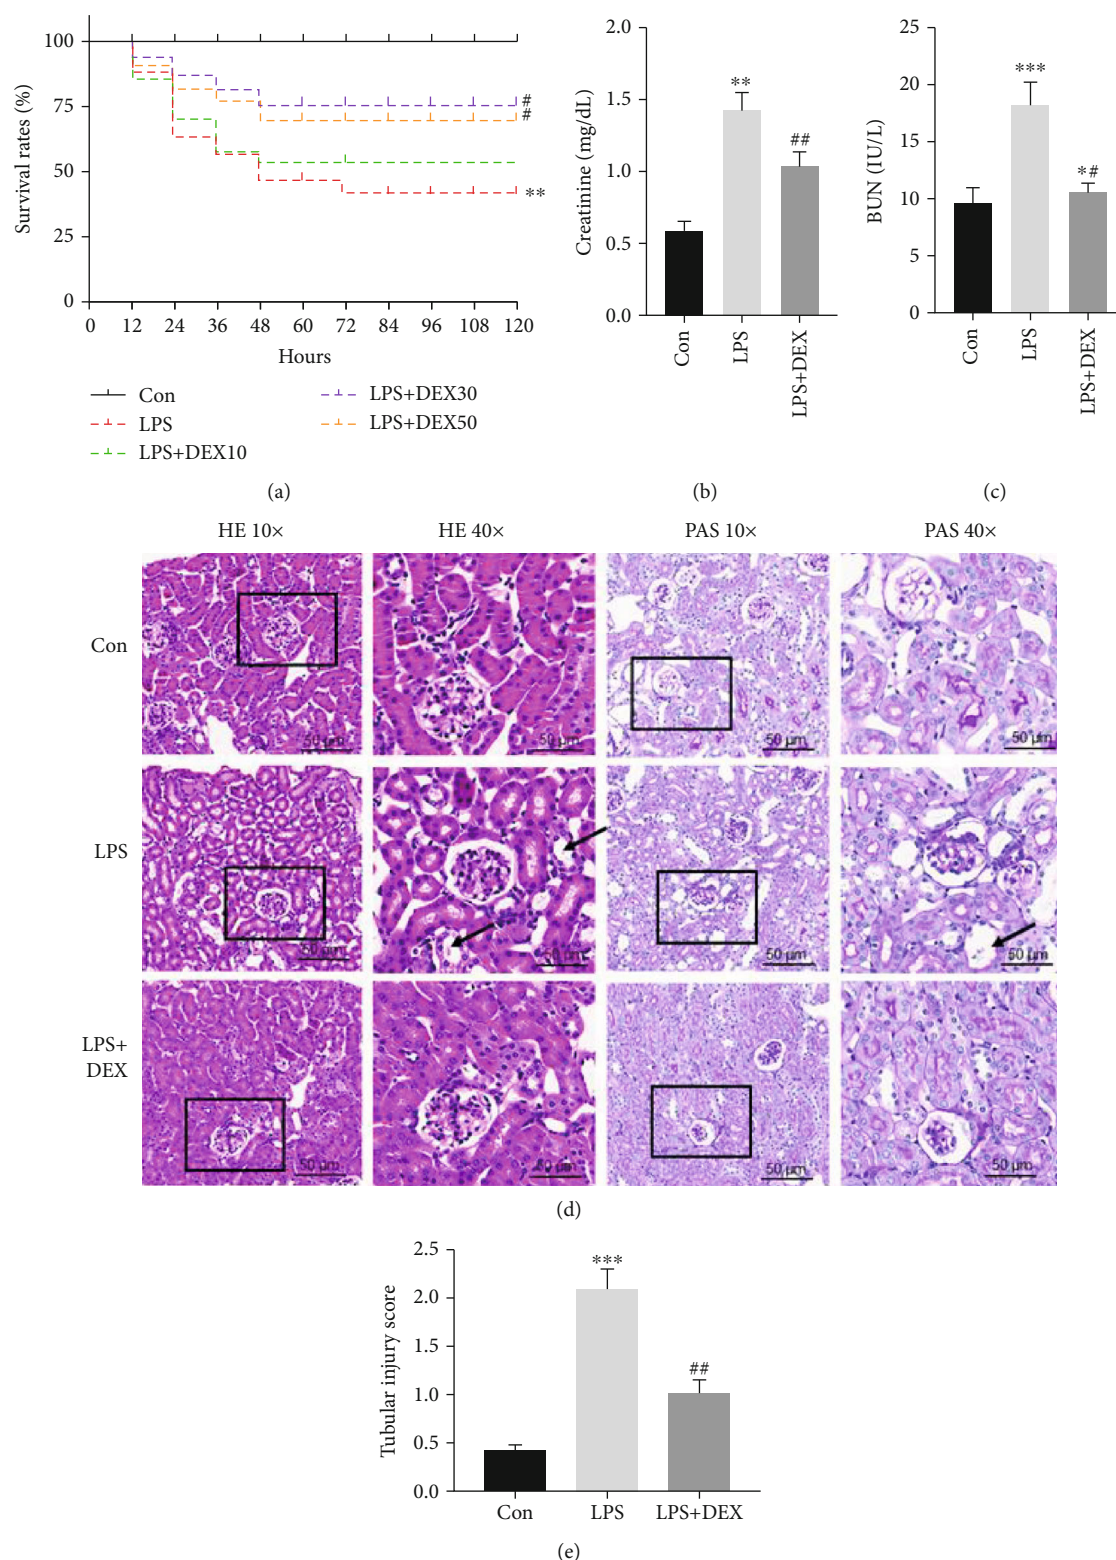 100
75
50
25
0
Survival rates (%)
#
#
**
0 12 24 36 48 60 72 84 96 108 120
Hours
Con
LPS
LPS+DEX10
LPS+DEX30
LPS+DEX50
(a)
2.0
1.5
1.0
0.5
0.0
Creatinine (mg/dL)
**
##
Con
LPS
LPS+DEX
(b)
25
20
15
10
5
0
BUN (IU/L)
***
*#
Con
LPS
LPS+DEX
(c)
HE 10× HE 40× PAS 10× PAS 40×
Con
50 µm 50 µm 50 µm 50 µm
LPS
50 µm 50 µm 50 µm 50 µm
LPS+
DEX
50 µm 50 µm 50 µm 50 µm
(d)
2.5
2.0
1.5
1.0
0.5
0.0
Tubular injury score
***
##
Con LPS LPS+DEX
(e)